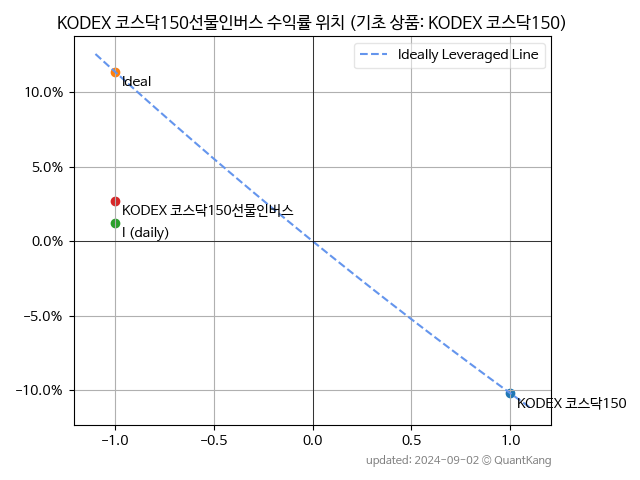 KODEX 코스닥150선물인버스 수익률 위치 (기초 상품: KODEX 코스닥150)
Ideally Leveraged Line
Ideal
10.0%
5.0%
KODEX 코스닥150선물인버스
I (daily)
0.0%
−5.0%
−10.0%
KODEX 코스닥150
−1.0 −0.5 0.0 0.5 1.0
updated: 2024-09-02 © QuantKang